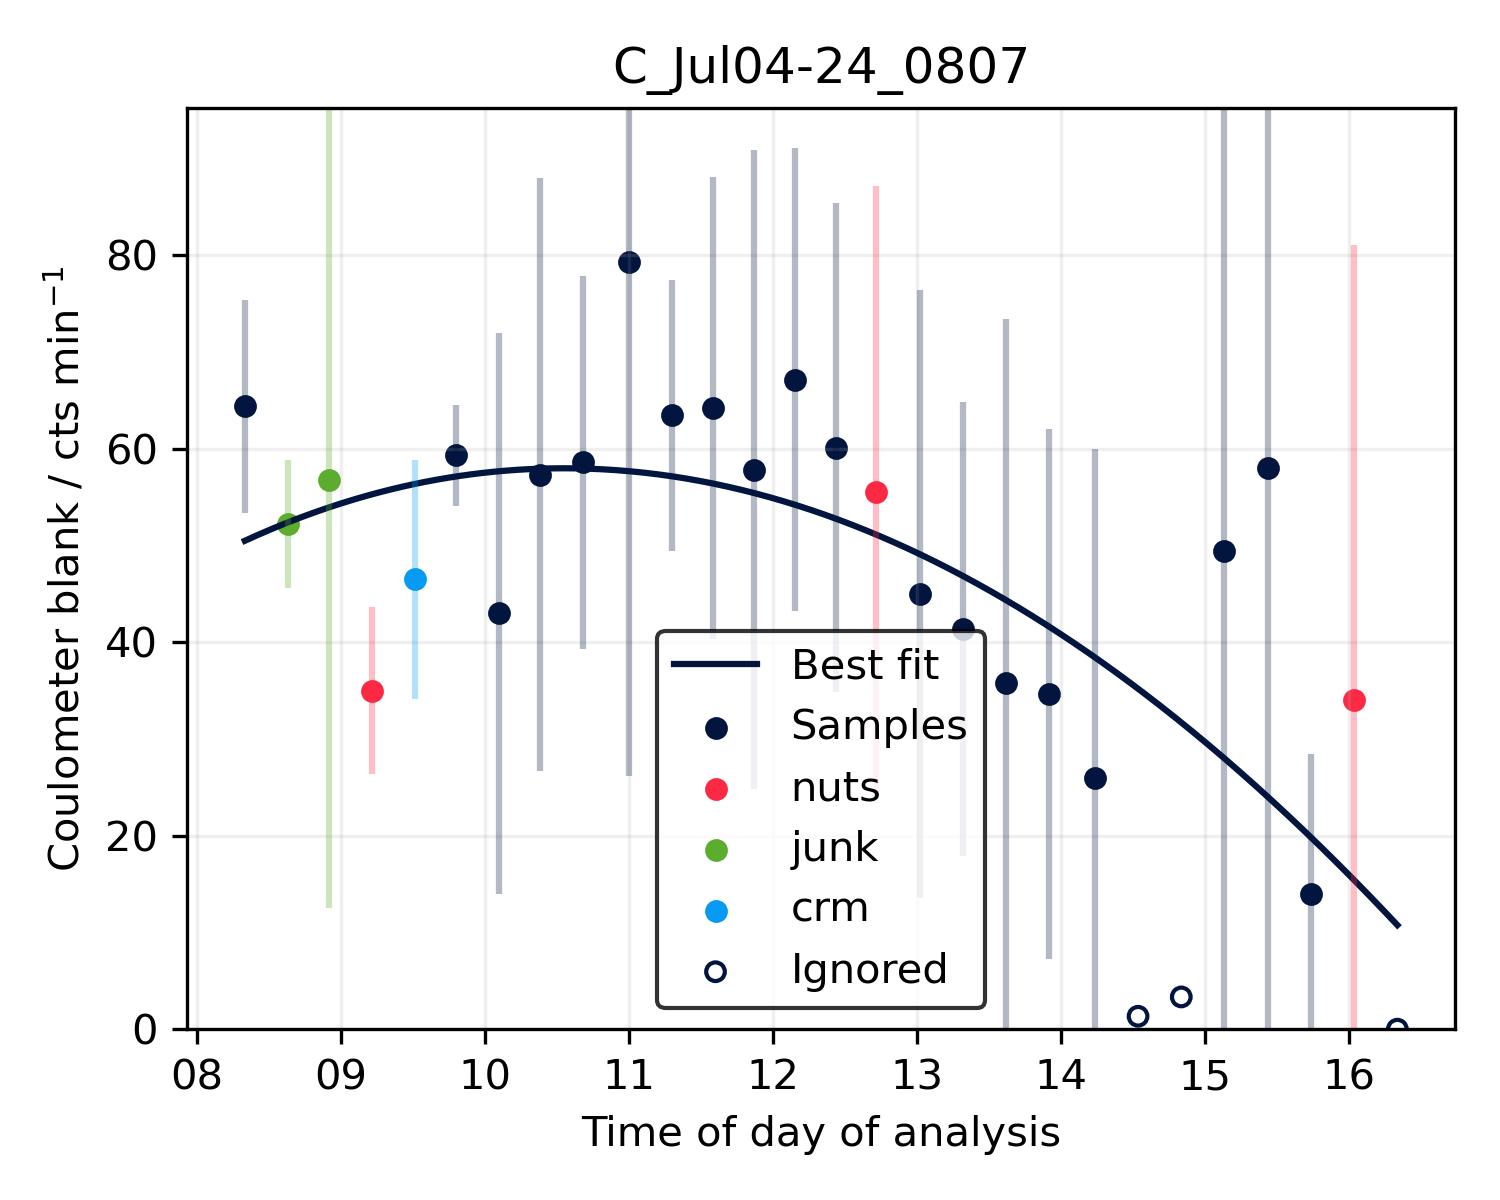 C_Jul04-24_0807
Coulometer blank / cts min⁻¹
80
60
40
20
0
Best fit
Samples
nuts
junk
crm
Ignored
08 09 10 11 12 13 14 15 16
Time of day of analysis